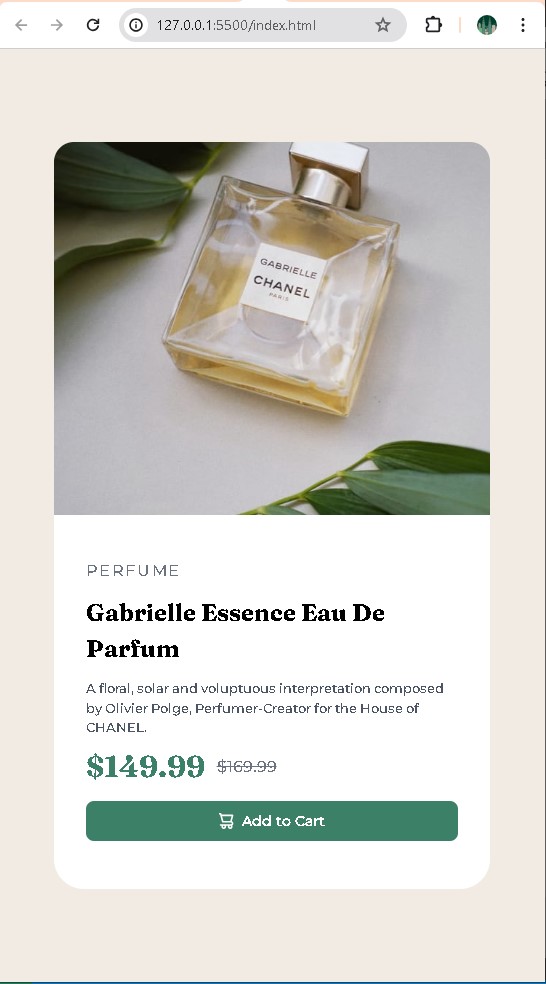 127.0.0.1:5500/index.html
GABRIELLE
CHANEL
PARIS
PERFUME
Gabrielle Essence Eau De
Parfum
A floral, solar and voluptuous interpretation composed
by Olivier Polge, Perfumer-Creator for the House of
CHANEL.
$149.99 $169.99
Add to Cart